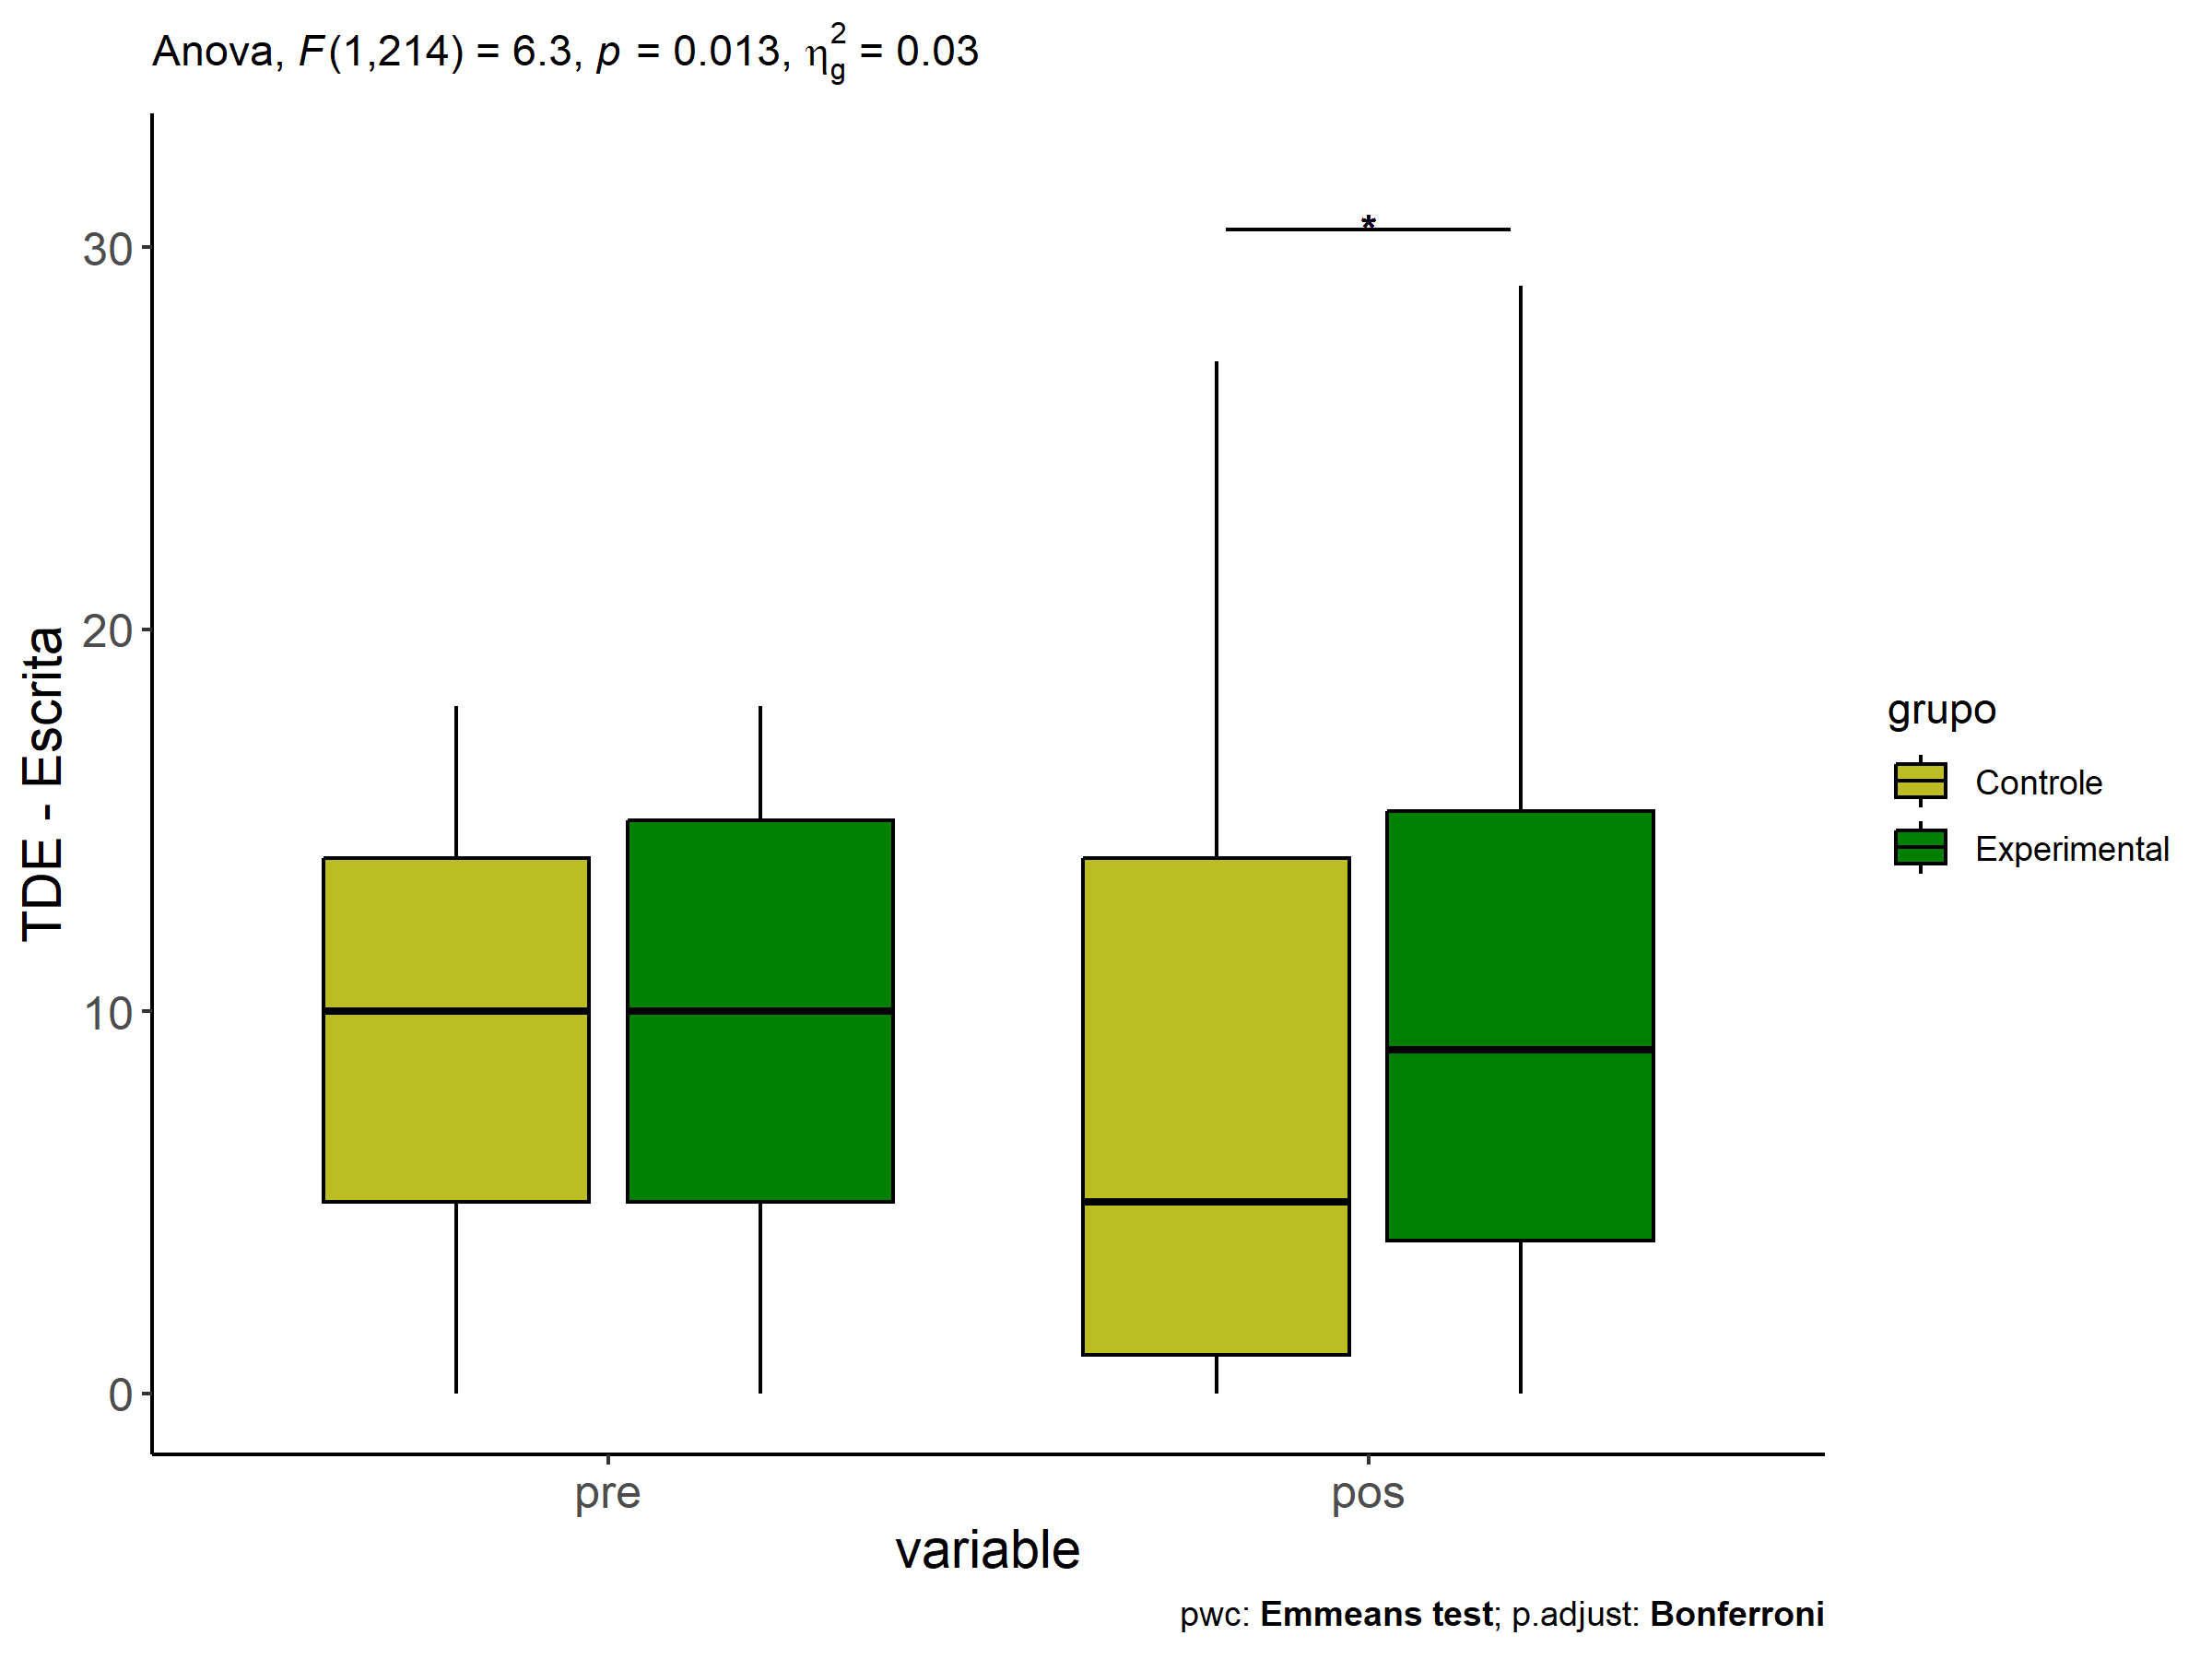 Anova, F(1,214) = 6.3, p = 0.013, η²g = 0.03
*
30
20
10
0
TDE - Escrita
pre
pos
variable
grupo
Controle
Experimental
pwc: Emmeans test; p.adjust: Bonferroni